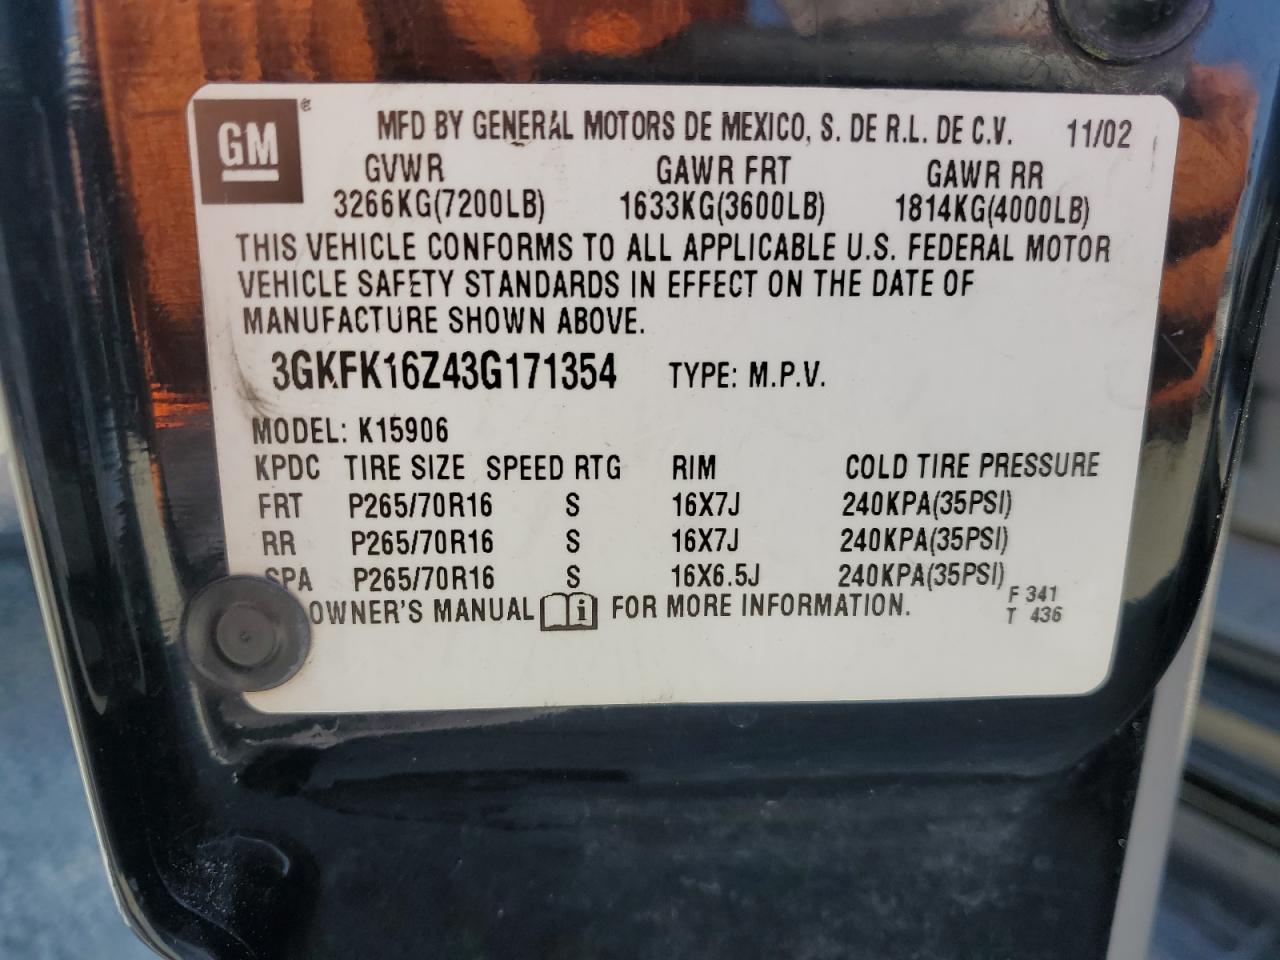 GM
MFD BY GENERAL MOTORS DE MEXICO, S. DE R.L. DE C.V. 11/02
GVWR GAWR FRT GAWR RR
3266KG(7200LB) 1633KG(3600LB) 1814KG(4000LB)
THIS VEHICLE CONFORMS TO ALL APPLICABLE U.S. FEDERAL MOTOR
VEHICLE SAFETY STANDARDS IN EFFECT ON THE DATE OF
MANUFACTURE SHOWN ABOVE.
3GKFK16Z43G171354 TYPE: M.P.V.
MODEL: K15906
KPDC TIRE SIZE SPEED RTG RIM COLD TIRE PRESSURE
FRT P265/70R16 S 16X7J 240KPA(35PSI)
RR P265/70R16 S 16X7J 240KPA(35PSI)
SPA P265/70R16 S 16X6.5J 240KPA(35PSI)
OWNER'S MANUAL FOR MORE INFORMATION.
F 341
T 436